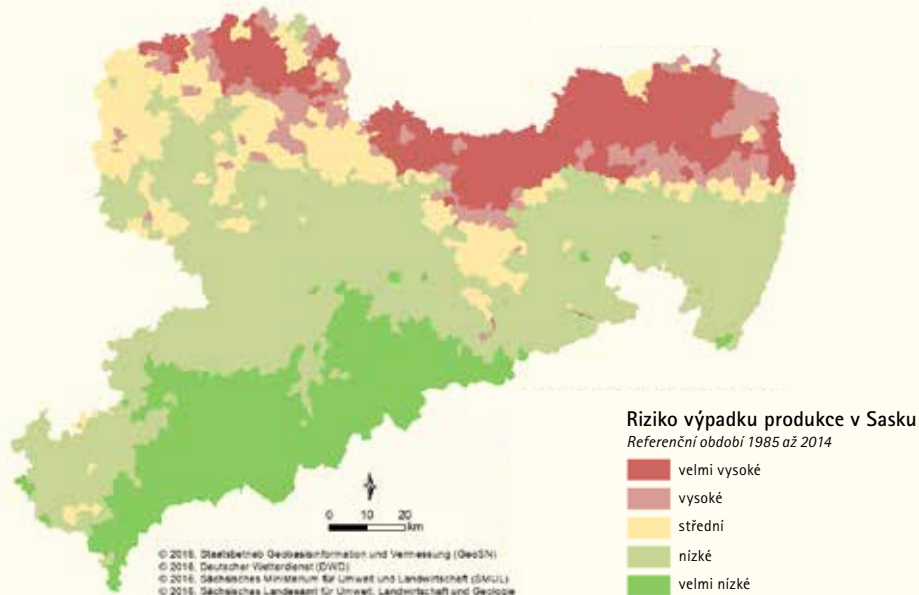 Riziko výpadku produkce v Sasku
Referenční období 1985 až 2014
velmi vysoké
vysoké
střední
nízké
velmi nízké
0 10 20
km
© 2016, Staatsbetrieb Geobasisinformation und Vermessung (GeoSN)
© 2016, Deutscher Wetterdienst (DWD)
© 2016, Sächsisches Ministerium für Umwelt und Landwirtschaft (SMUL)
© 2016, Sächsisches Landesamt für Umwelt, Landwirtschaft und Geologie